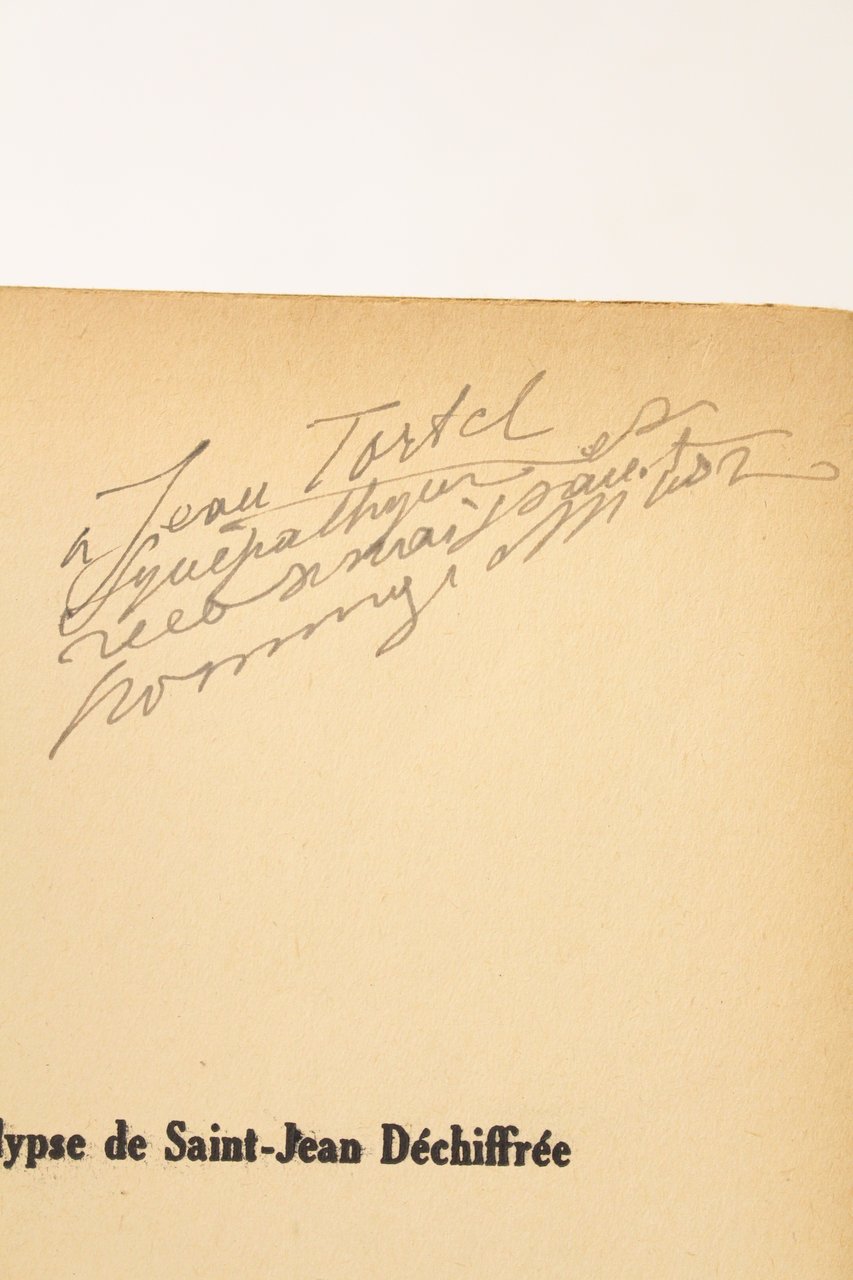 a Jean Tortel
sympathique et
reconnaissant
hommage
lypse de Saint-Jean Déchiffrée